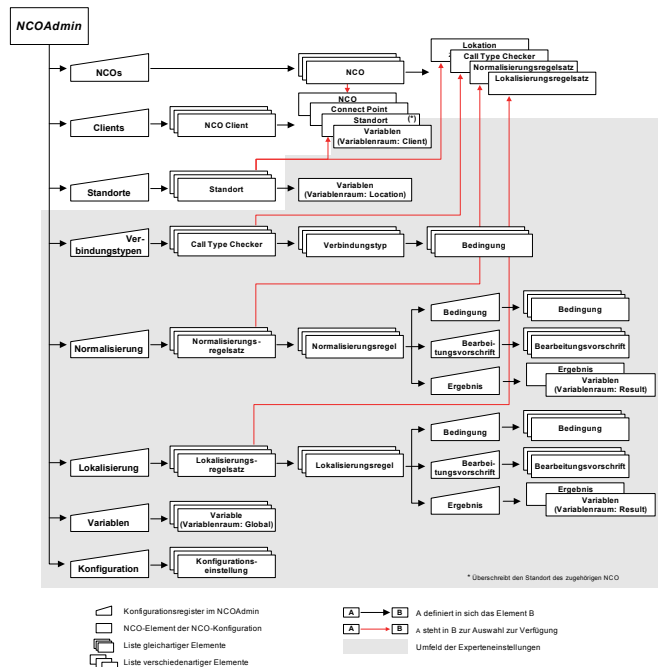 NCOAdmin
NCOs
NCO
Lokation
Call Type Checker
Normalisierungsregelsatz
Lokalisierungsregelsatz
Clients
NCO Client
NCO
Connect Point
Standort
(*)
Variablen
(Variablenraum: Client)
Standorte
Standort
Variablen
(Variablenraum: Location)
Ver-
bindungstypen
Call Type Checker
Verbindungstyp
Bedingung
Normalisierung
Normalisierungs-
regelsatz
Normalisierungsregel
Bedingung
Bedingung
Bearbei-
tungsvorschrift
Bearbeitungsvorschrift
Ergebnis
Ergebnis
Variablen
(Variablenraum: Result)
Lokalisierung
Lokalisierungs-
regelsatz
Lokalisierungsregel
Bedingung
Bedingung
Bearbei-
tungsvorschrift
Bearbeitungsvorschrift
Ergebnis
Ergebnis
Variablen
(Variablenraum: Result)
Variablen
Variable
(Variablenraum: Global)
Konfiguration
Konfigurations-
einstellung
* Überschreibt den Standort des zugehörigen NCO
Konfigurationsregister im NCOAdmin
NCO-Element der NCO-Konfiguration
Liste gleichartiger Elemente
Liste verschiedenartiger Elemente
A B A definiert in sich das Element B
A B A steht in B zur Auswahl zur Verfügung
Umfeld der Experteneinstellungen